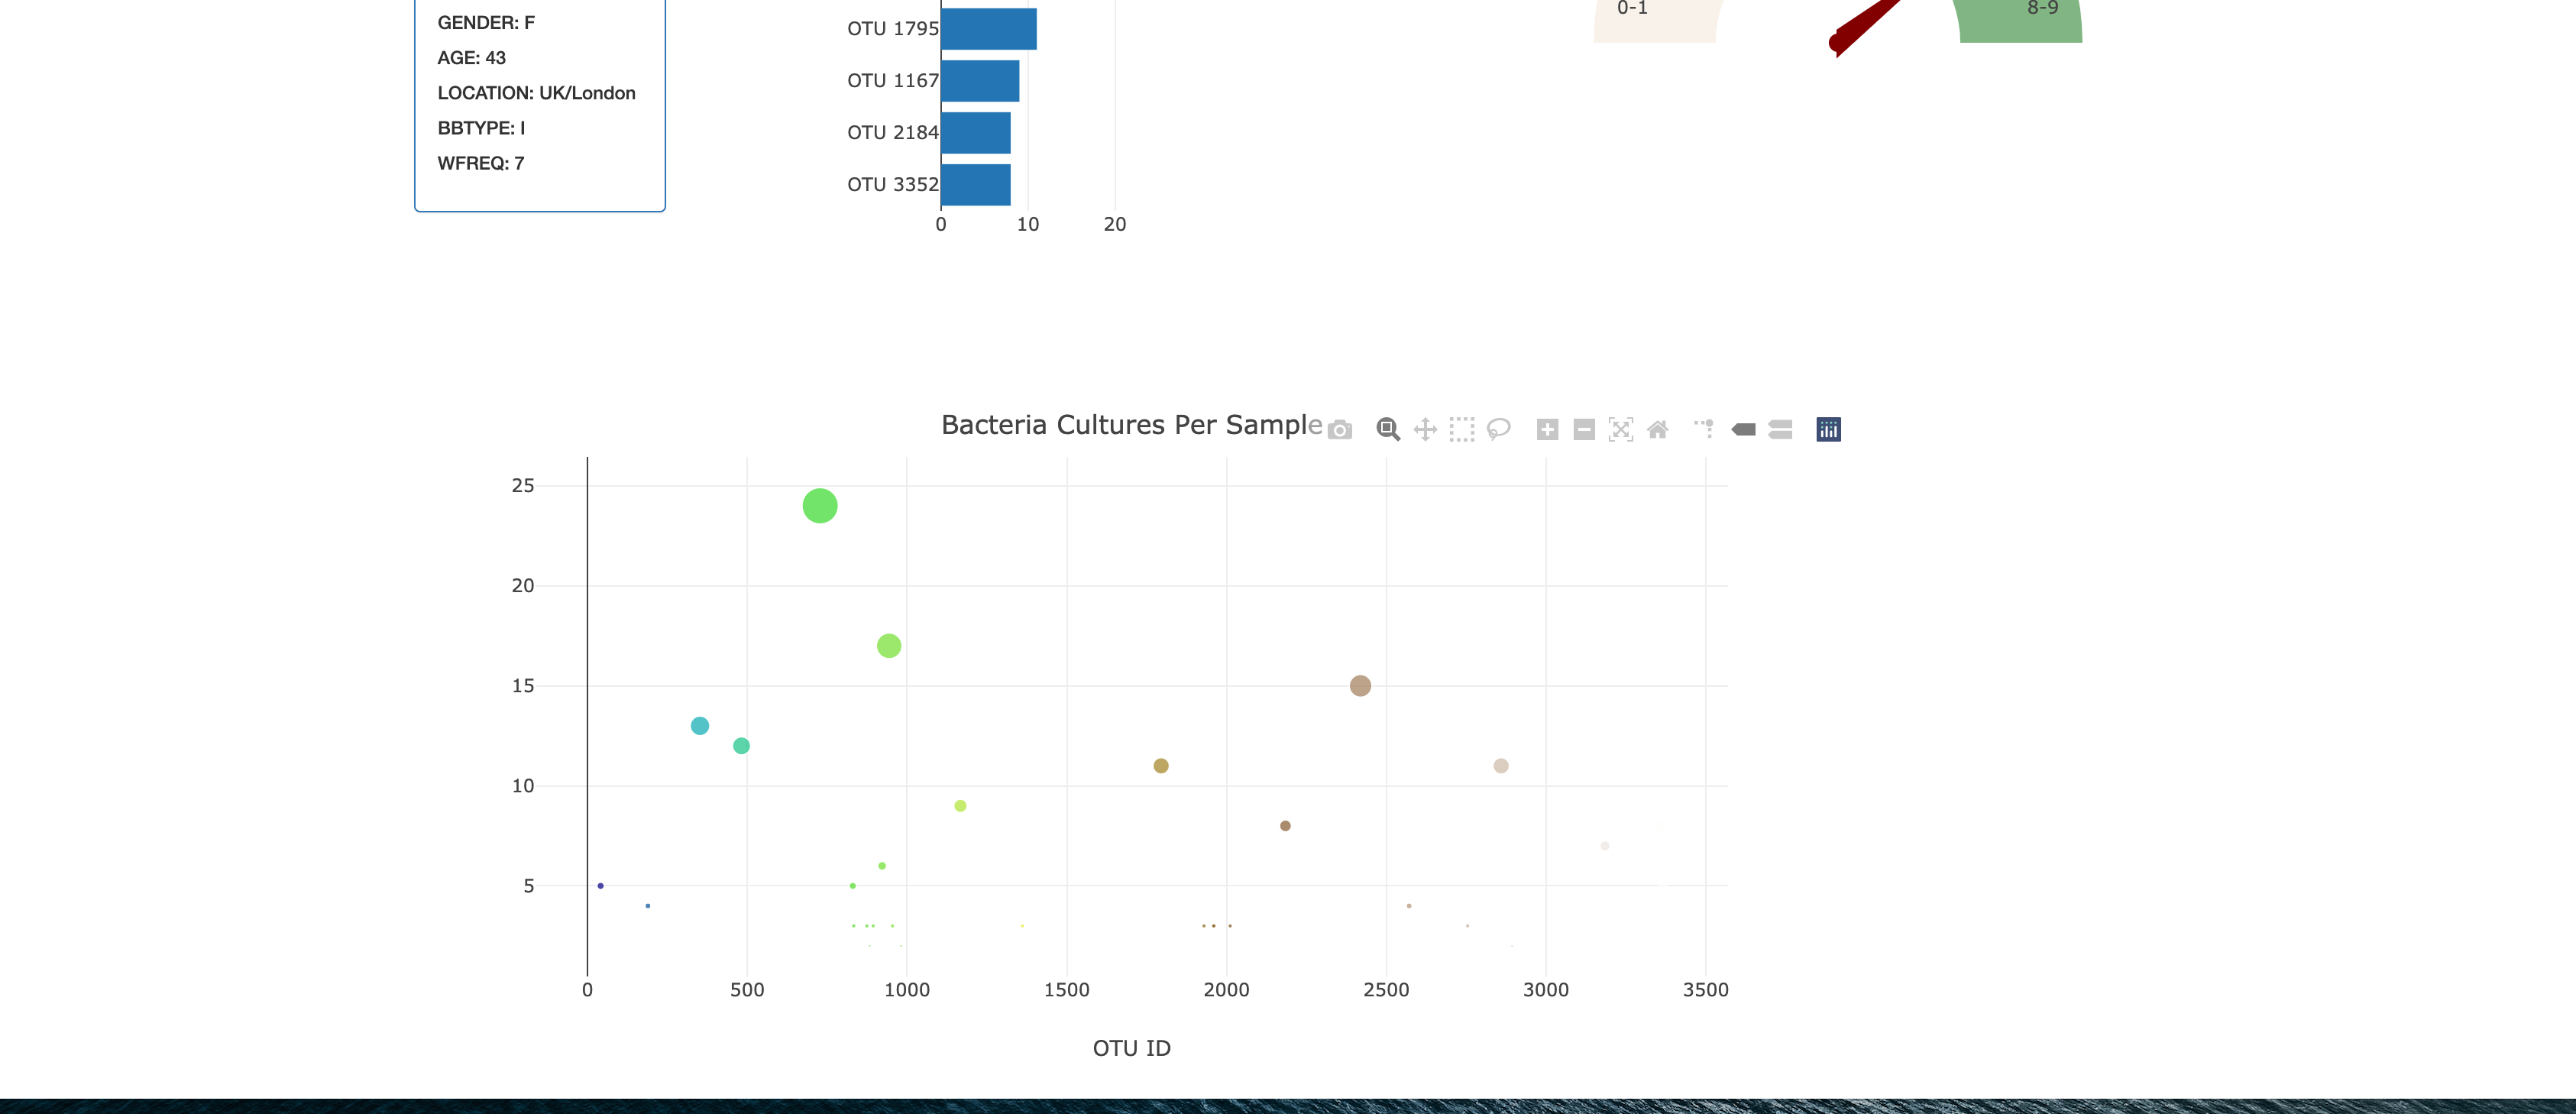 GENDER: F
AGE: 43
LOCATION: UK/London
BBTYPE: I
WFREQ: 7
OTU 1795
OTU 1167
OTU 2184
OTU 3352
0 10 20
0-1
8-9
Bacteria Cultures Per Sample
25
20
15
10
5
0 500 1000 1500 2000 2500 3000 3500
OTU ID